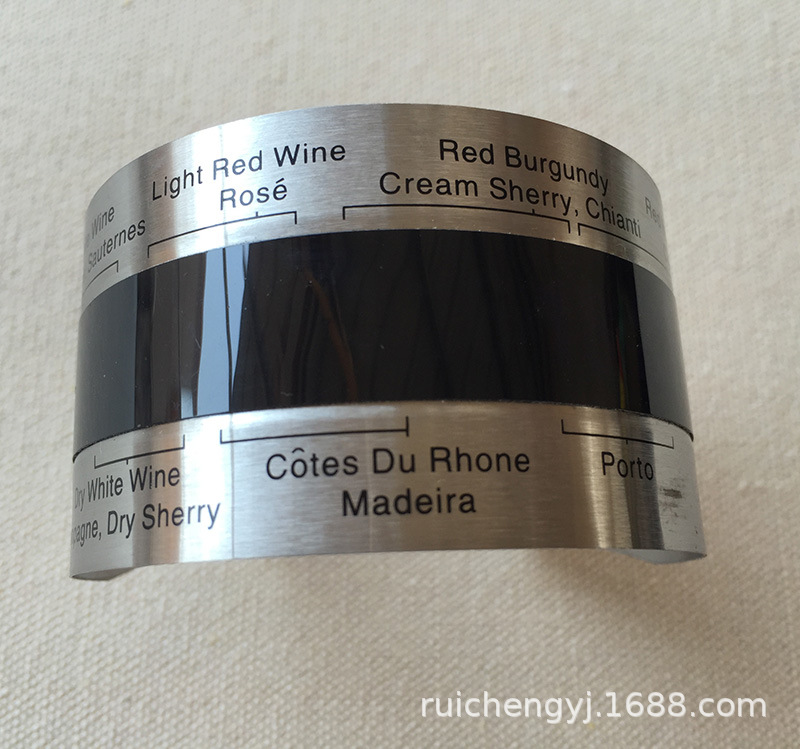 Wine
Sauternes
Light Red Wine
Rosé
Red Burgundy
Cream Sherry, Chianti
Dry White Wine
Dry Sherry
Côtes Du Rhone
Madeira
Porto
ruichengyj.1688.com